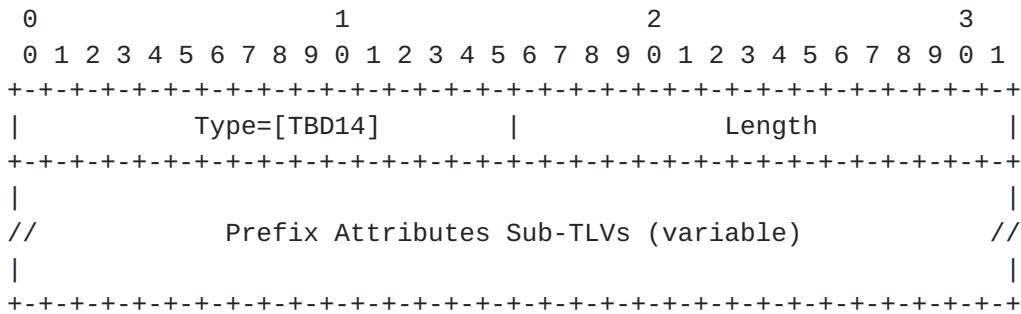 0                   1                   2                   3
 0 1 2 3 4 5 6 7 8 9 0 1 2 3 4 5 6 7 8 9 0 1 2 3 4 5 6 7 8 9 0 1
+-+-+-+-+-+-+-+-+-+-+-+-+-+-+-+-+-+-+-+-+-+-+-+-+-+-+-+-+-+-+-+-+
|           Type=[TBD14]        |             Length            |
+-+-+-+-+-+-+-+-+-+-+-+-+-+-+-+-+-+-+-+-+-+-+-+-+-+-+-+-+-+-+-+-+
|                                                               |
//            Prefix Attributes Sub-TLVs (variable)            //
|                                                               |
+-+-+-+-+-+-+-+-+-+-+-+-+-+-+-+-+-+-+-+-+-+-+-+-+-+-+-+-+-+-+-+-+